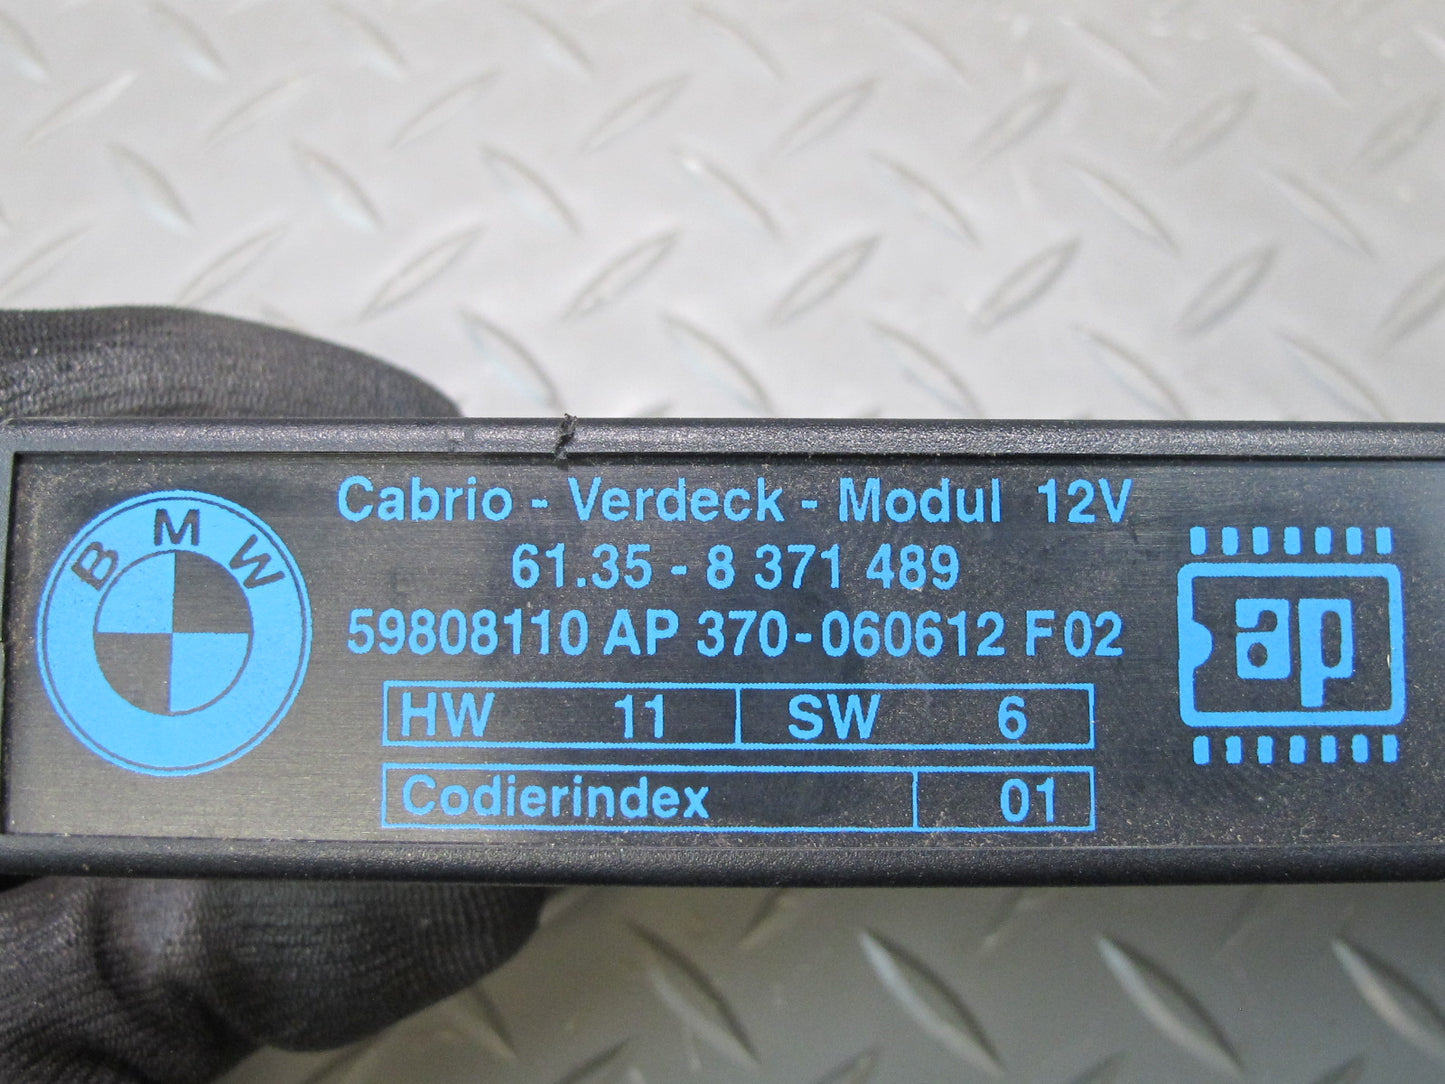 BMW
Cabrio - Verdeck - Modul 12V
61.35 - 8 371 489
59808110 AP 370-060612 F02
HW 11 SW 6
Codierindex 01
ap